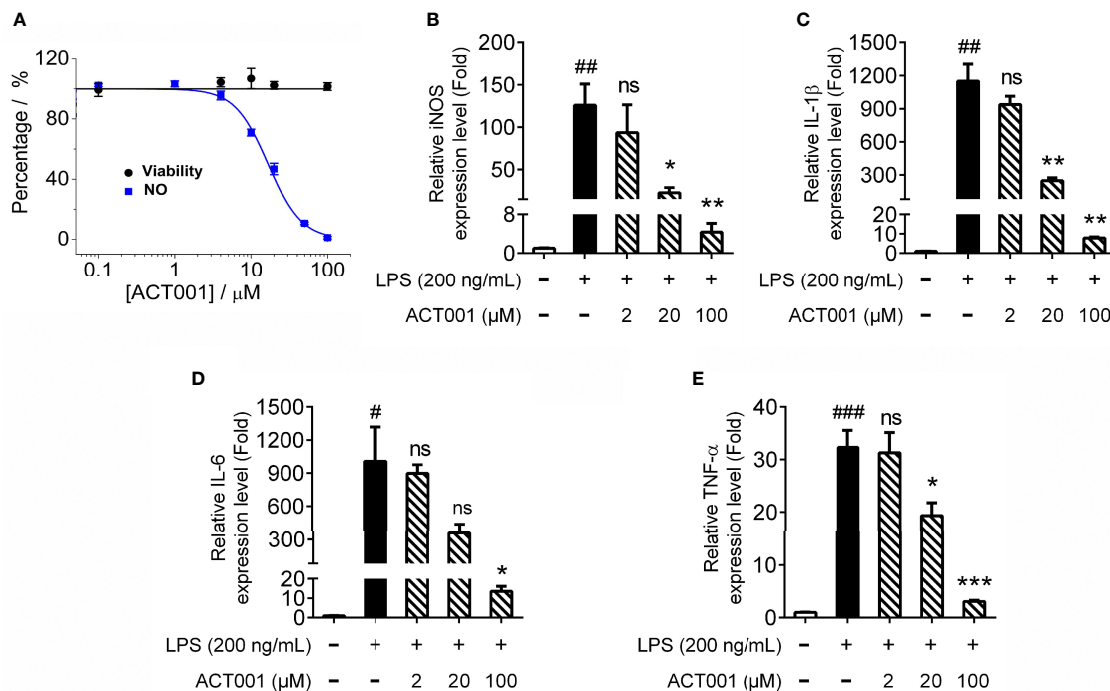 A
120
80
40
0
Percentage / %
Viability
NO
0.1 1 10 100
[ACT001] / µM
B
Relative iNOS
expression level (Fold)
200
150
100
50
8
0
##
ns
*
**
LPS (200 ng/mL) – + + + +
ACT001 (µM) – – 2 20 100
C
Relative IL-1β
expression level (Fold)
1500
1200
900
600
300
20
10
0
##
ns
**
**
LPS (200 ng/mL) – + + + +
ACT001 (µM) – – 2 20 100
D
Relative IL-6
expression level (Fold)
1500
1200
900
600
300
20
10
0
#
ns
ns
*
LPS (200 ng/mL) – + + + +
ACT001 (µM) – – 2 20 100
E
Relative TNF-α
expression level (Fold)
40
30
20
10
0
###
ns
*
***
LPS (200 ng/mL) – + + + +
ACT001 (µM) – – 2 20 100